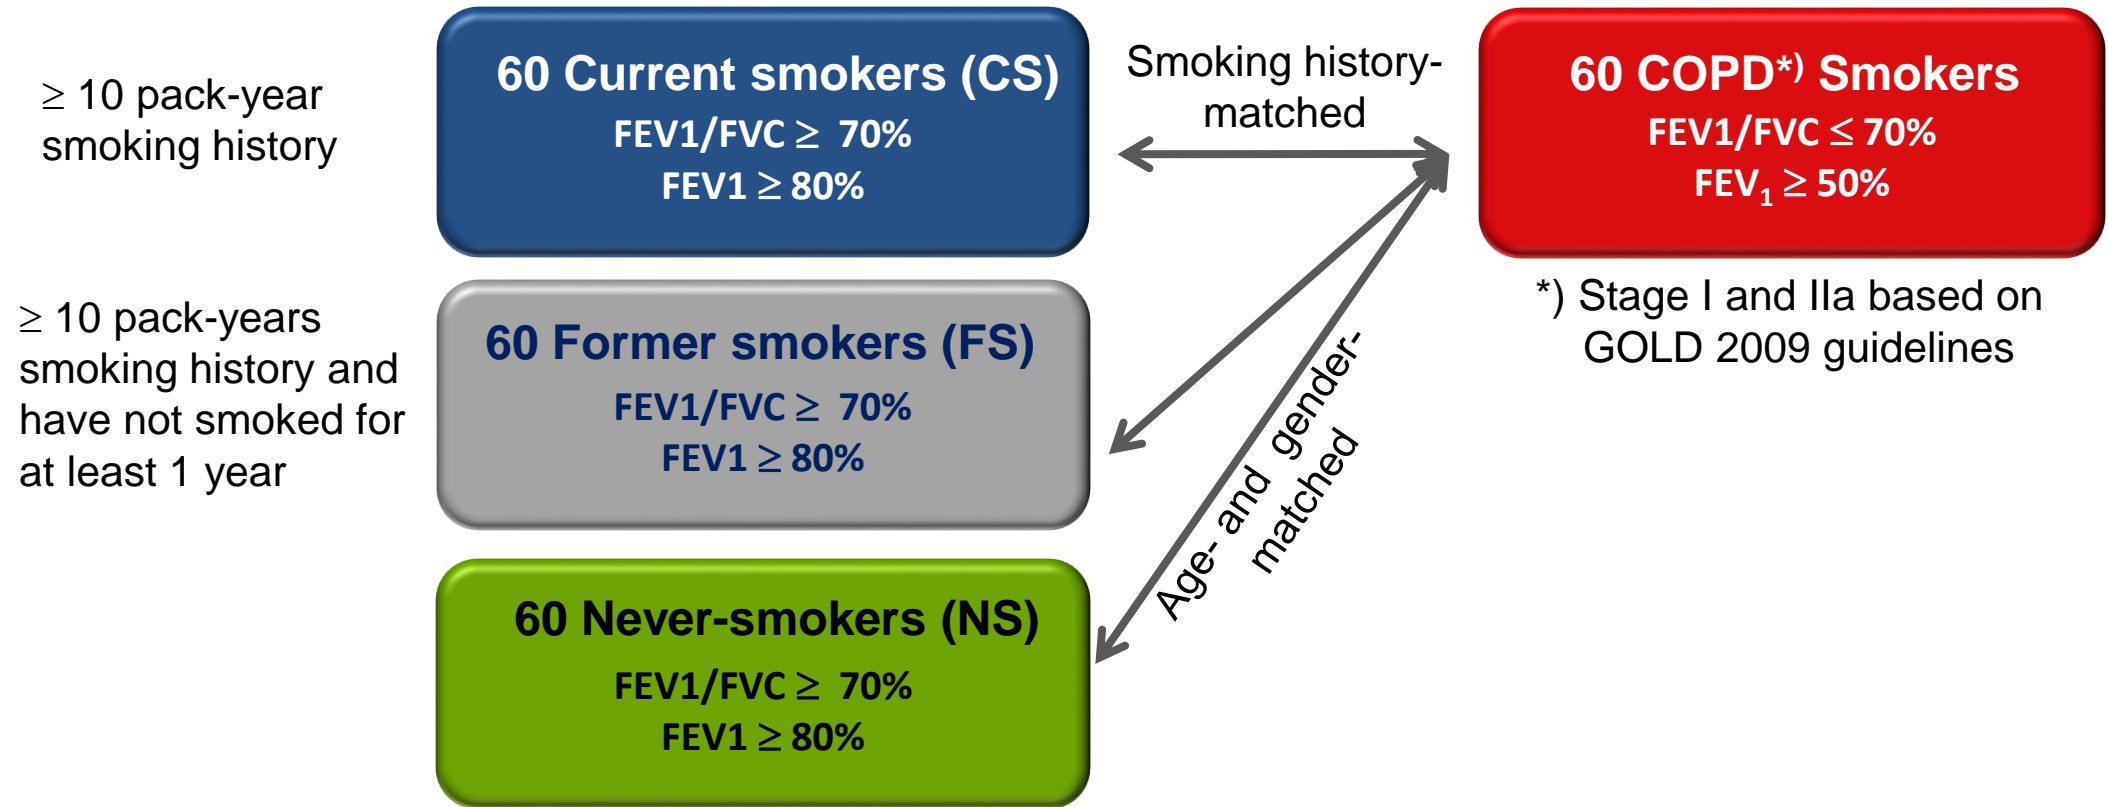 ≥ 10 pack-year
smoking history
60 Current smokers (CS)
FEV1/FVC ≥ 70%
FEV1 ≥ 80%
Smoking history-
matched
60 COPD*) Smokers
FEV1/FVC ≤ 70%
FEV₁ ≥ 50%
*) Stage I and IIa based on
GOLD 2009 guidelines
≥ 10 pack-years
smoking history and
have not smoked for
at least 1 year
60 Former smokers (FS)
FEV1/FVC ≥ 70%
FEV1 ≥ 80%
Age- and gender-
matched
60 Never-smokers (NS)
FEV1/FVC ≥ 70%
FEV1 ≥ 80%